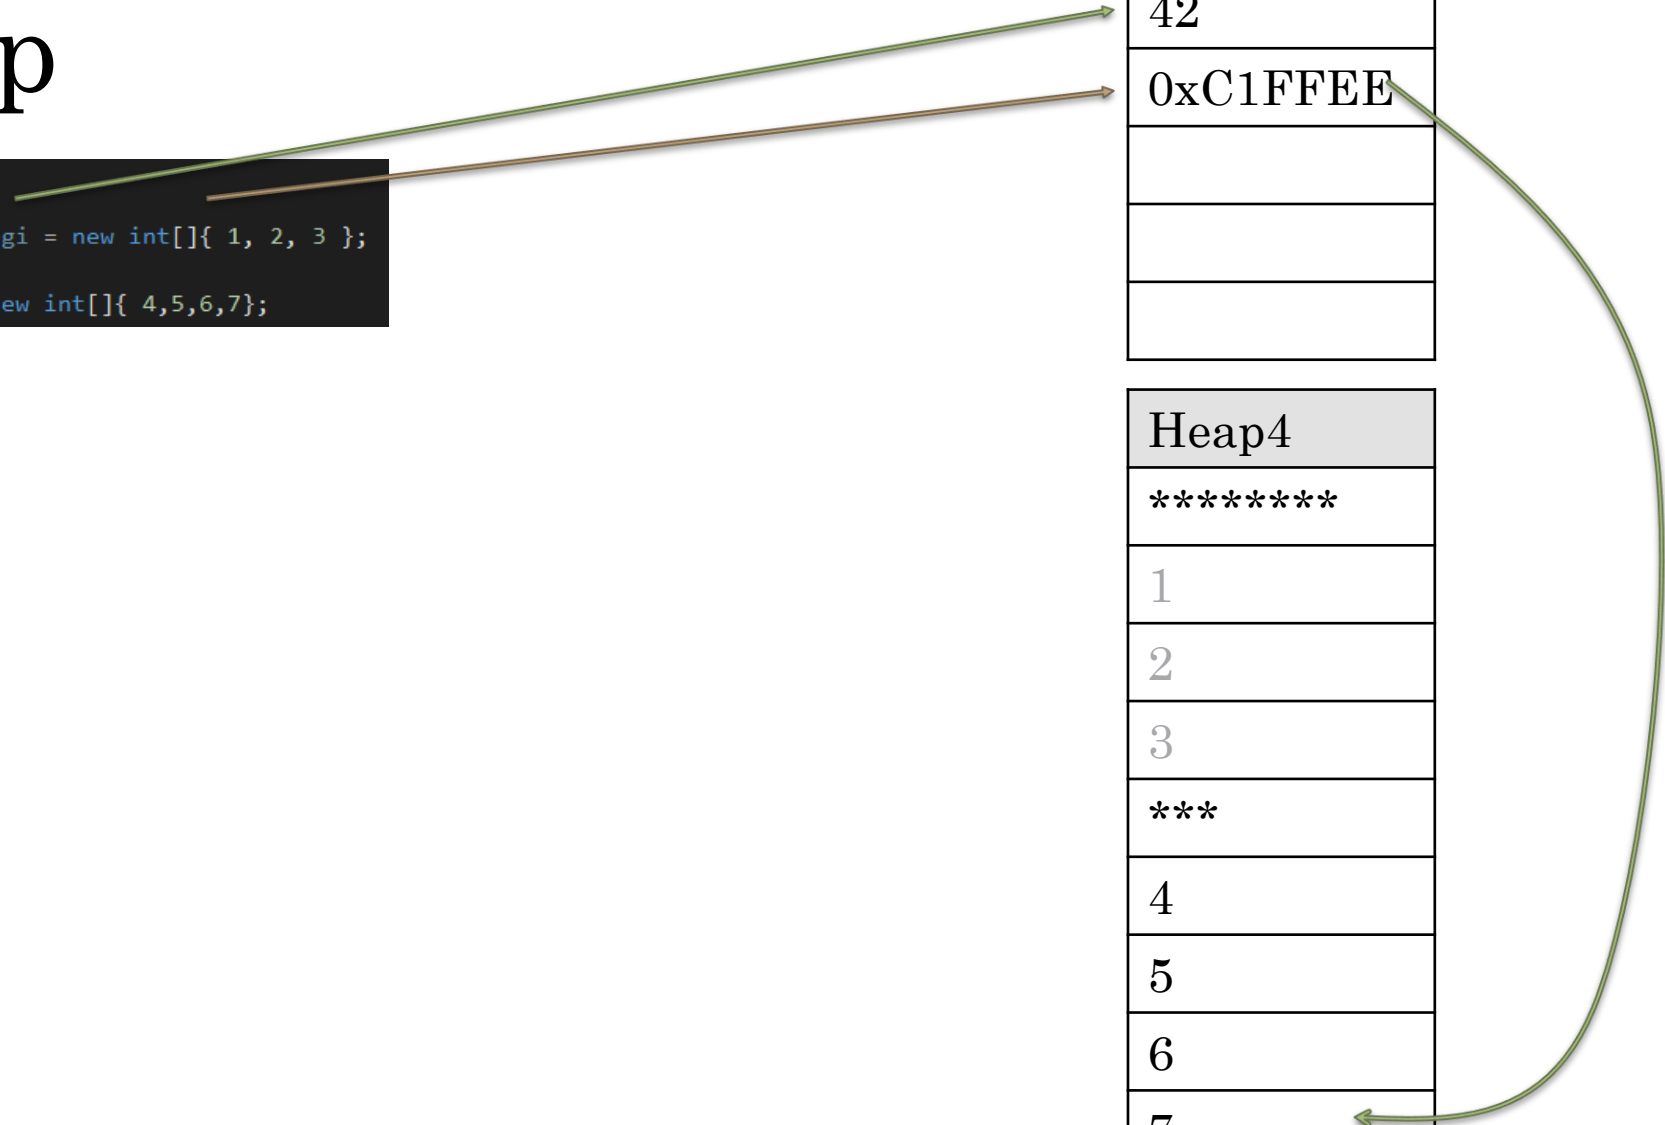 p
gi = new int[]{ 1, 2, 3 };
ew int[]{ 4,5,6,7};
42
0xC1FFEE
Heap4
********
1
2
3
***
4
5
6
7